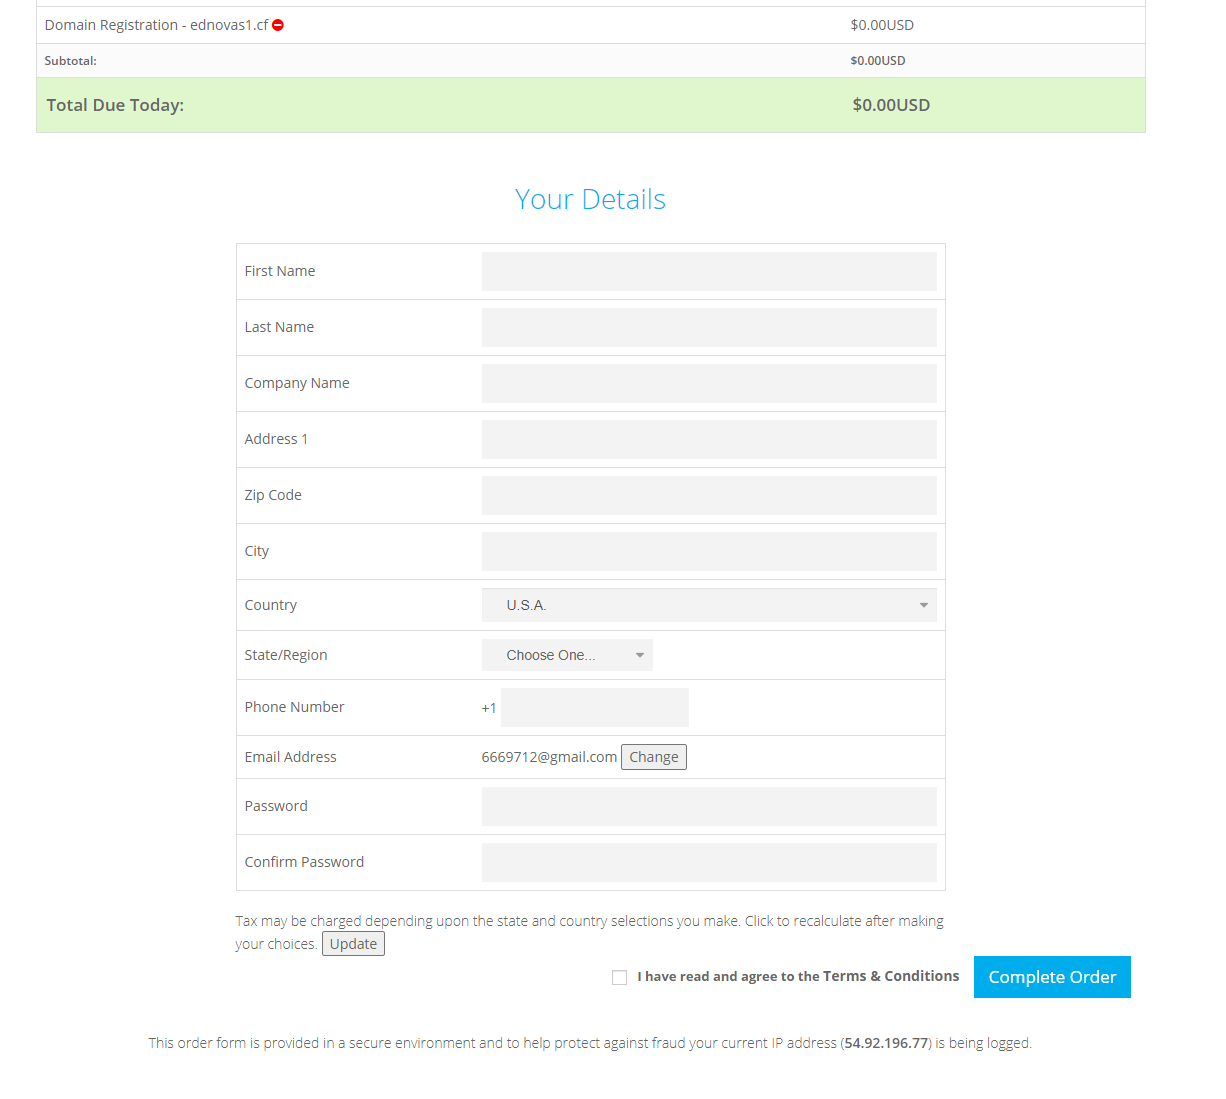 Domain Registration - ednovas1.cf $0.00USD
Subtotal: $0.00USD
Total Due Today: $0.00USD
Your Details
First Name
Last Name
Company Name
Address 1
Zip Code
City
Country U.S.A.
State/Region Choose One...
Phone Number +1
Email Address 6669712@gmail.com Change
Password
Confirm Password
Tax may be charged depending upon the state and country selections you make. Click to recalculate after making
your choices. Update
I have read and agree to the Terms & Conditions Complete Order
This order form is provided in a secure environment and to help protect against fraud your current IP address (54.92.196.77) is being logged.